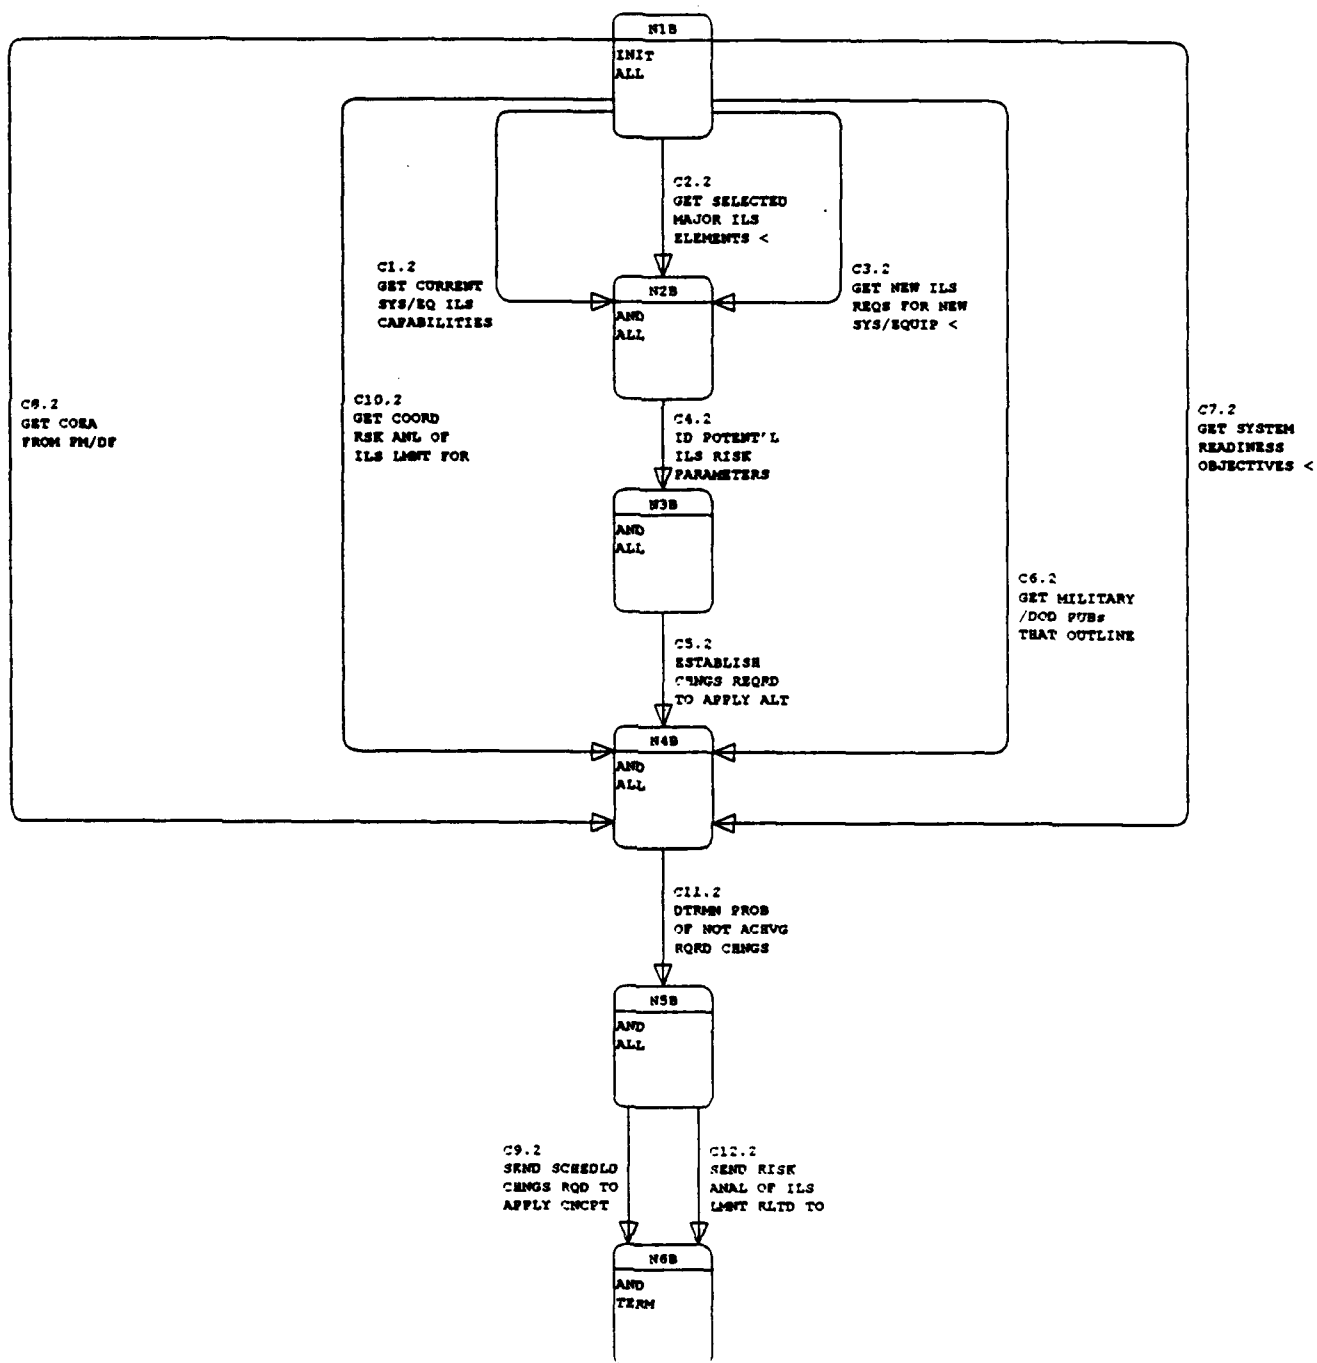 N1B
INIT
ALL
C2.2
GET SELECTED
MAJOR ILS
ELEMENTS <
C1.2
GET CURRENT
SYS/EQ ILS
CAPABILITIES
C3.2
GET NEW ILS
REQS FOR NEW
SYS/EQUIP <
N2B
AND
ALL
C8.2
GET COEA
FROM PM/DF
C10.2
GET COORD
RSK ANL OF
ILS LMNT FOR
C4.2
ID POTENT'L
ILS RISK
PARAMETERS
C7.2
GET SYSTEM
READINESS
OBJECTIVES <
N3B
AND
ALL
C6.2
GET MILITARY
/DOD PUBs
THAT OUTLINE
C5.2
ESTABLISH
CHNGS REQRD
TO APPLY ALT
N4B
AND
ALL
C11.2
DTRMN PROB
OF NOT ACHVG
RQRD CHNGS
N5B
AND
ALL
C9.2
SEND SCHEDLD
CHNGS RQD TO
APPLY CNCPT
C12.2
SEND RISK
ANAL OF ILS
LMNT RLTD TO
N6B
AND
TERM